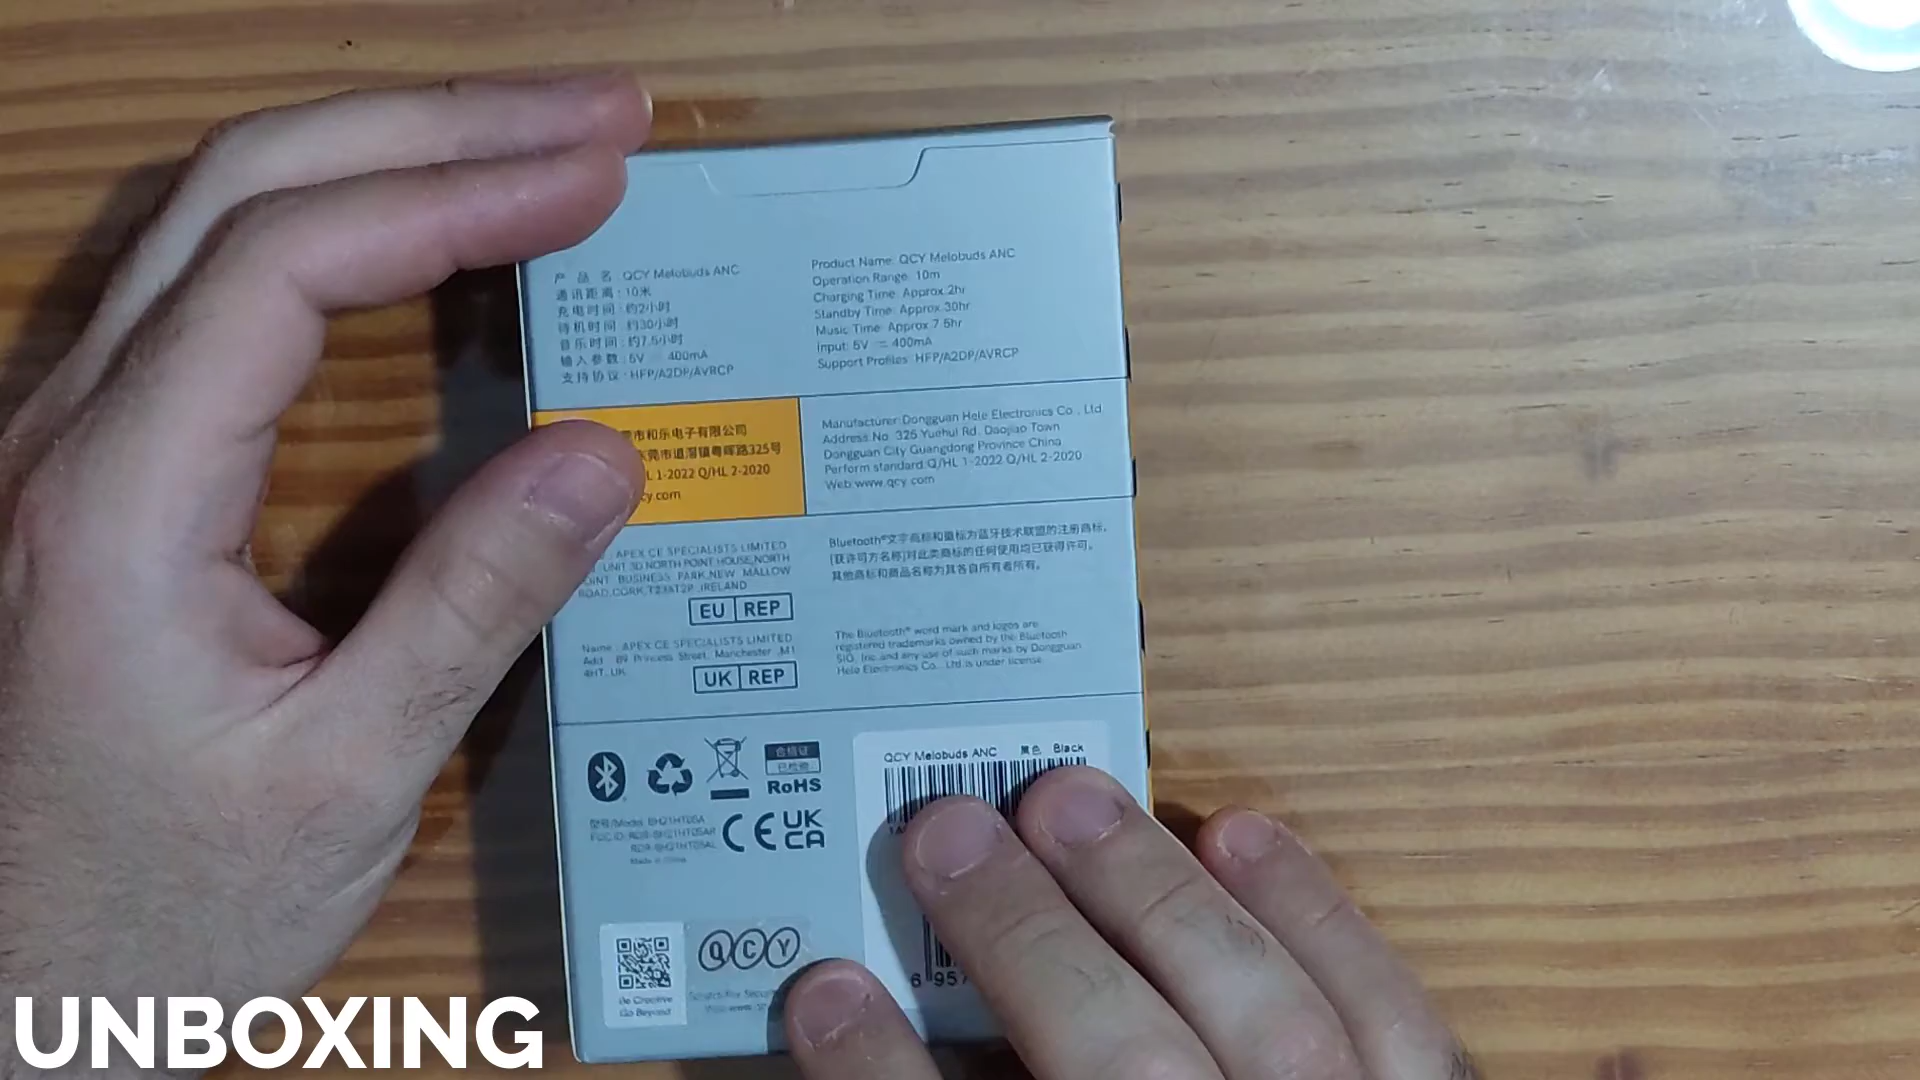 产品名：QCY Melobuds ANC
通讯距离：10米
充电时间：约2小时
待机时间：约30小时
音乐时间：约7.5小时
输入参数：5V ⎓ 400mA
支持协议：HFP/A2DP/AVRCP
Product Name: QCY Melobuds ANC
Operation Range: 10m
Charging Time: Approx 2hr
Standby Time: Approx 30hr
Music Time: Approx 7.5hr
Input: 5V ⎓ 400mA
Support Profiles: HFP/A2DP/AVRCP
市和乐电子有限公司
东莞市道滘镇粤晖路325号
L 1-2022 Q/HL 2-2020
cy.com
Manufacturer: Dongguan Hele Electronics Co., Ltd.
Address: No. 325 Yuehui Rd. Daojiao Town
Dongguan City Guangdong Province China
Perform standard: Q/HL 1-2022 Q/HL 2-2020
Web: www.qcy.com
: APEX CE SPECIALISTS LIMITED
UNIT 3D NORTH POINT HOUSE,NORTH
POINT BUSINESS PARK,NEW MALLOW
ROAD,CORK,T23AT2P,IRELAND
EU REP
Name: APEX CE SPECIALISTS LIMITED
Add: 89 Princess Street, Manchester ,M1
4HT, UK
UK REP
Bluetooth®文字商标和徽标为蓝牙技术联盟的注册商标，
[获许可方名称]对此类商标的任何使用均已获得许可。
其他商标和商品名称为其各自所有者所有。
The Bluetooth® word mark and logos are
registered trademarks owned by the Bluetooth
SIG, Inc.and any use of such marks by Dongguan
Hele Electronics Co., Ltd.is under license
合格证
已检验
RoHS
型号/Model: BH21HT05A
FCC ID: RDR-BH21HT05AR
RDR-BH21HT05AL
Made in China
CE UK
CA
QCY Melobuds ANC 黑色 Black
6 957
Be Creative
Go Beyond
QCY
UNBOXING